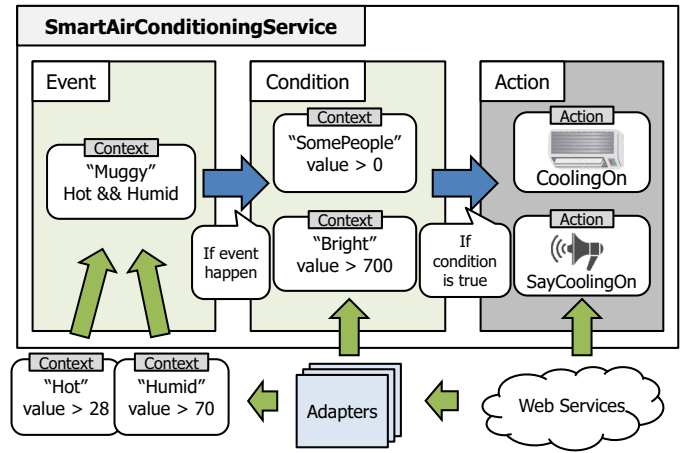 SmartAirConditioningService
Event
Condition
Action
Context
“Muggy”
Hot && Humid
Context
“SomePeople”
value > 0
Context
“Bright”
value > 700
Action
CoolingOn
Action
SayCoolingOn
If event
happen
If
condition
is true
Context
“Hot”
value > 28
Context
“Humid”
value > 70
Adapters
Web Services